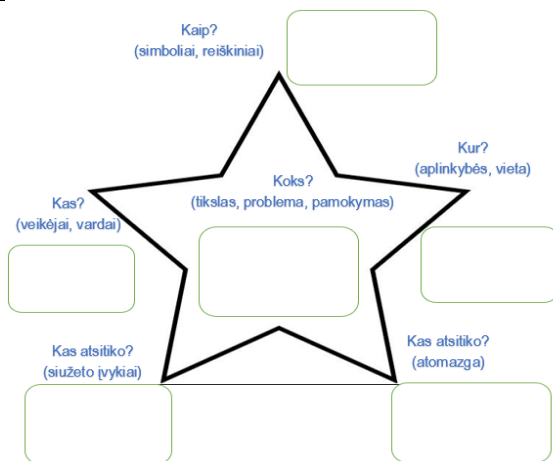 Kaip?
(simboliai, reiškiniai)
Kur?
(aplinkybės, vieta)
Koks?
(tikslas, problema, pamokymas)
Kas?
(veikėjai, vardai)
Kas atsitiko?
(siužeto įvykiai)
Kas atsitiko?
(atomazga)